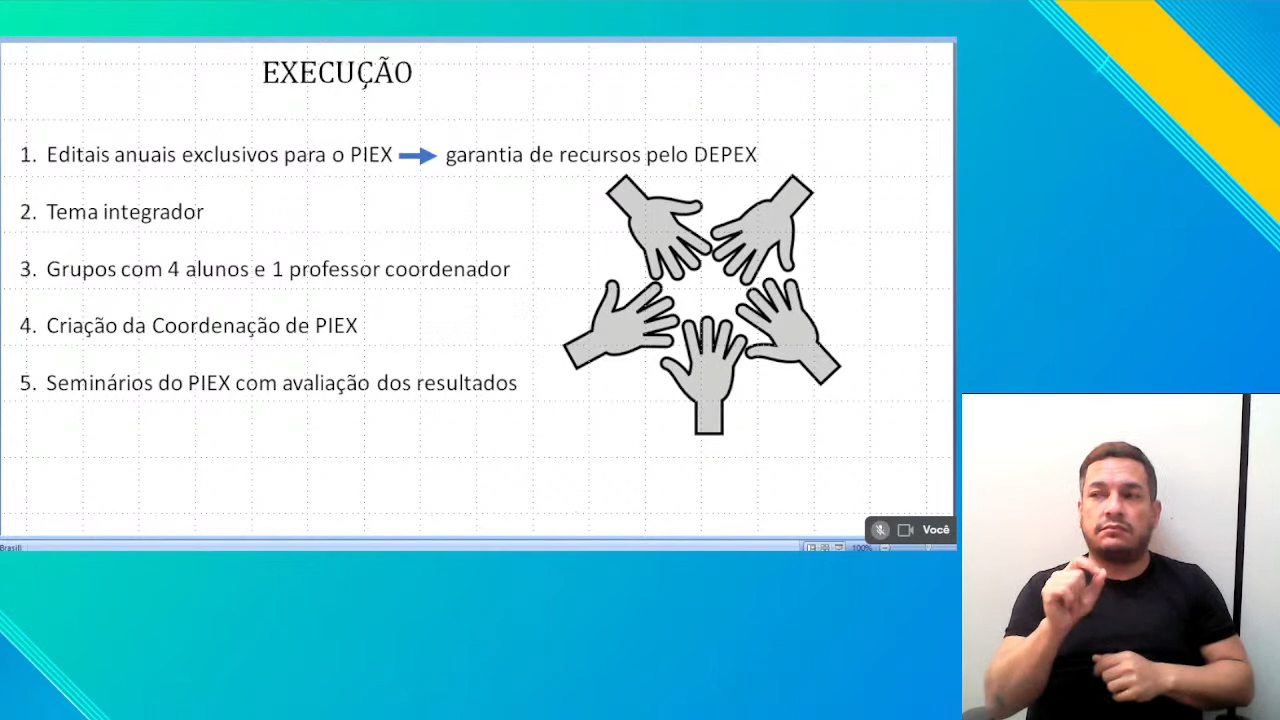 EXECUÇÃO
1. Editais anuais exclusivos para o PIEX garantia de recursos pelo DEPEX
2. Tema integrador
3. Grupos com 4 alunos e 1 professor coordenador
4. Criação da Coordenação de PIEX
5. Seminários do PIEX com avaliação dos resultados
Você
Brasil)
100%